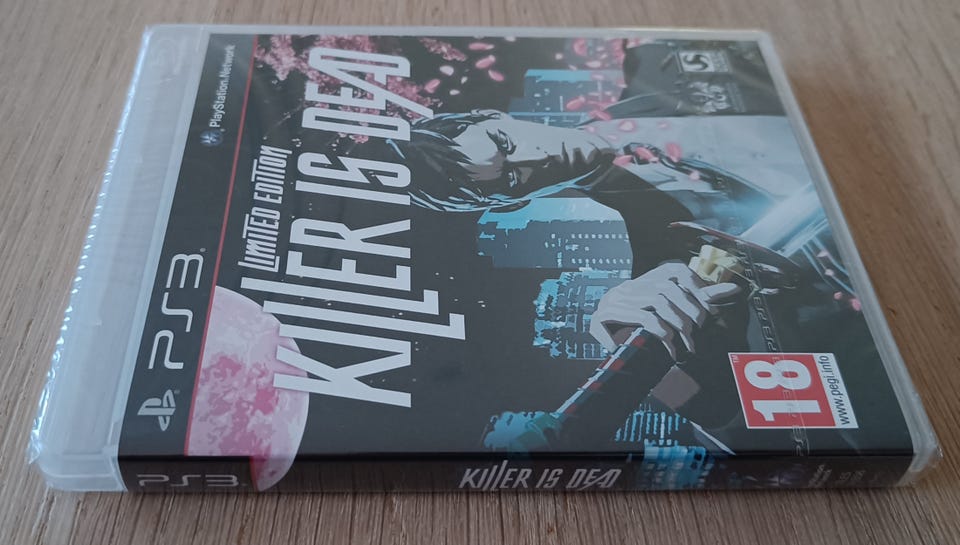 PS3
PlayStation Network
LIMITED EDITION
KILLER IS DEAD
18
www.pegi.info
PS3
KILLER IS DEAD